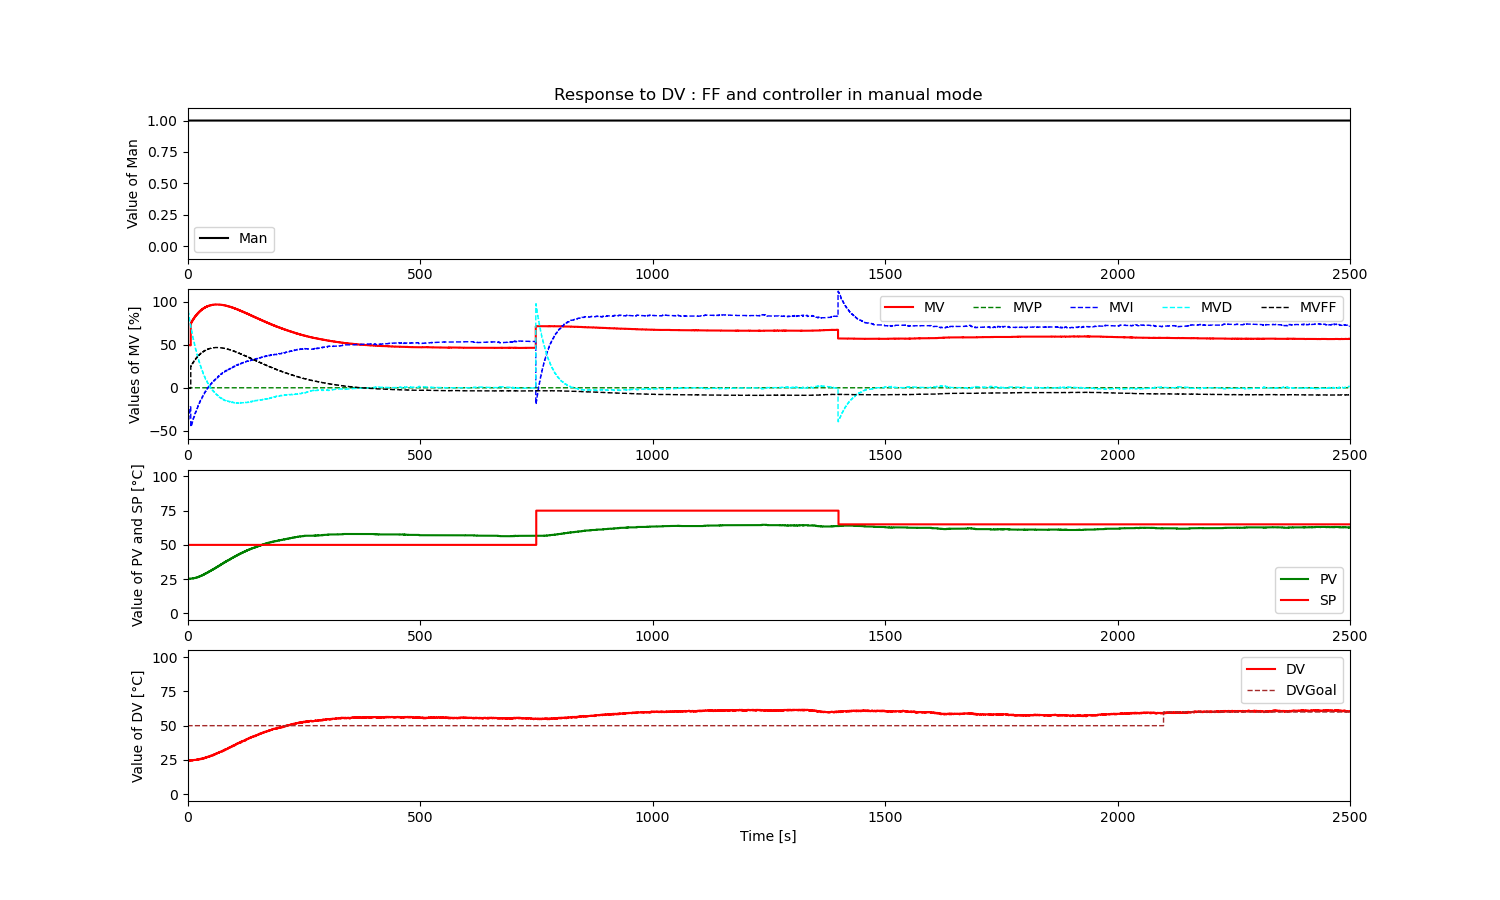 Response to DV : FF and controller in manual mode
Value of Man
1.00
0.75
0.50
0.25
0.00
Man
0 500 1000 1500 2000 2500
Values of MV [%]
100
50
0
−50
MV MVP MVI MVD MVFF
0 500 1000 1500 2000 2500
Value of PV and SP [°C]
100
75
50
25
0
PV
SP
0 500 1000 1500 2000 2500
Value of DV [°C]
100
75
50
25
0
DV
DVGoal
0 500 1000 1500 2000 2500
Time [s]